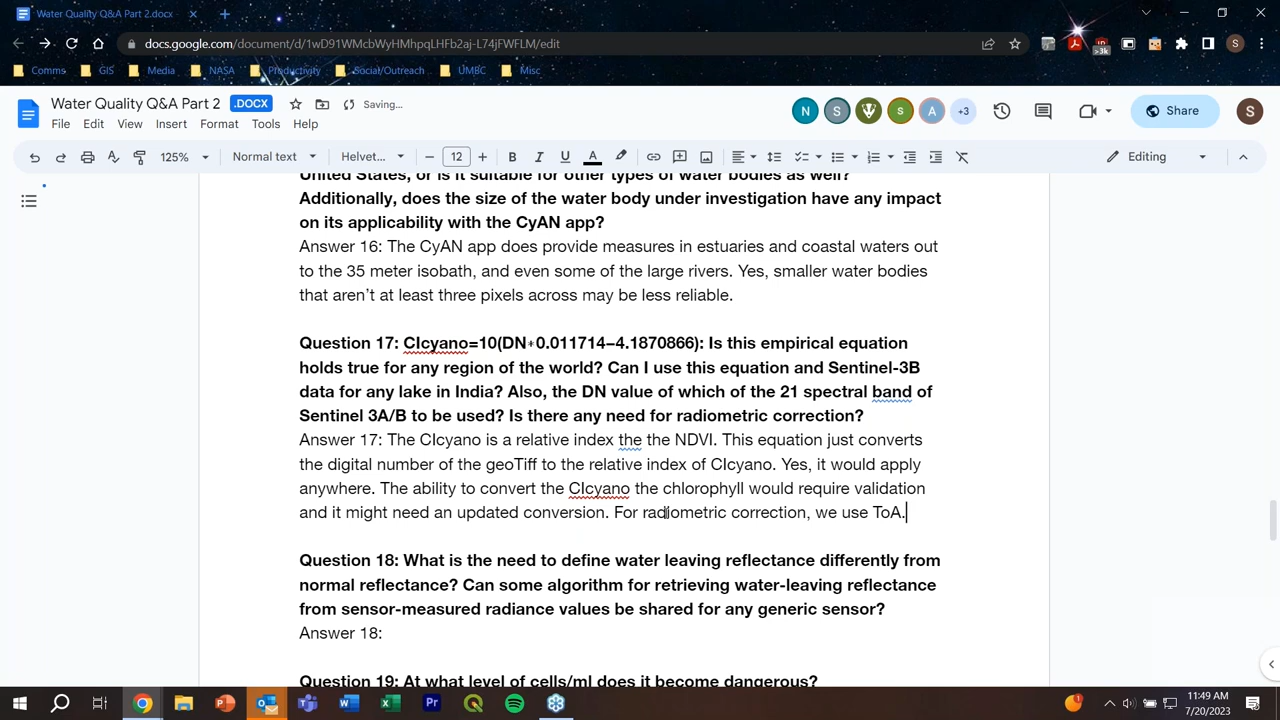 Water Quality Q&A Part 2.docx
docs.google.com/document/d/1wD91WMcbWyHMhpqLHFb2aj-L74jFWFLM/edit
>3k
S
Comms
GIS
Media
NASA
Productivity
Social/Outreach
UMBC
Misc
Water Quality Q&A Part 2
.DOCX
Saving...
File
Edit
View
Insert
Format
Tools
Help
N
S
S
A
+3
Share
S
125%
Normal text
Helvet...
12
B
I
U
A
Editing
United States, or is it suitable for other types of water bodies as well?
Additionally, does the size of the water body under investigation have any impact
on its applicability with the CyAN app?
Answer 16: The CyAN app does provide measures in estuaries and coastal waters out
to the 35 meter isobath, and even some of the large rivers. Yes, smaller water bodies
that aren't at least three pixels across may be less reliable.
Question 17: CIcyano=10(DN*0.011714−4.1870866): Is this empirical equation
holds true for any region of the world? Can I use this equation and Sentinel-3B
data for any lake in India? Also, the DN value of which of the 21 spectral band of
Sentinel 3A/B to be used? Is there any need for radiometric correction?
Answer 17: The CIcyano is a relative index the the NDVI. This equation just converts
the digital number of the geoTiff to the relative index of CIcyano. Yes, it would apply
anywhere. The ability to convert the CIcyano the chlorophyll would require validation
and it might need an updated conversion. For radiometric correction, we use ToA.
Question 18: What is the need to define water leaving reflectance differently from
normal reflectance? Can some algorithm for retrieving water-leaving reflectance
from sensor-measured radiance values be shared for any generic sensor?
Answer 18:
Question 19: At what level of cells/ml does it become dangerous?
11:49 AM
7/20/2023